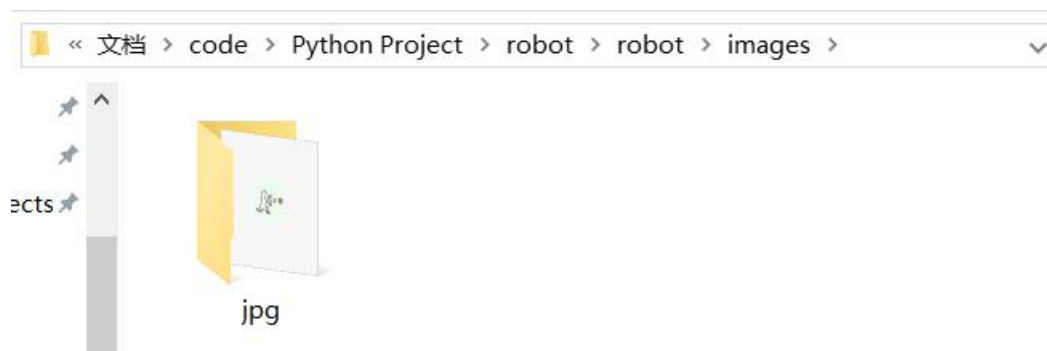 « 文档 > code > Python Project > robot > robot > images >
ects
jpg